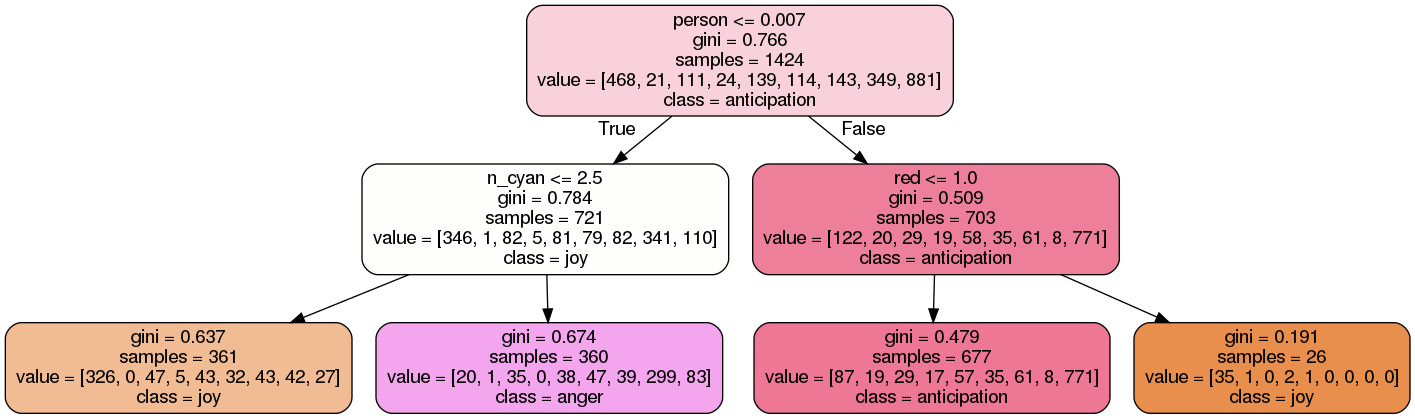 person <= 0.007
gini = 0.766
samples = 1424
value = [468, 21, 111, 24, 139, 114, 143, 349, 881]
class = anticipation
True
False
n_cyan <= 2.5
gini = 0.784
samples = 721
value = [346, 1, 82, 5, 81, 79, 82, 341, 110]
class = joy
red <= 1.0
gini = 0.509
samples = 703
value = [122, 20, 29, 19, 58, 35, 61, 8, 771]
class = anticipation
gini = 0.637
samples = 361
value = [326, 0, 47, 5, 43, 32, 43, 42, 27]
class = joy
gini = 0.674
samples = 360
value = [20, 1, 35, 0, 38, 47, 39, 299, 83]
class = anger
gini = 0.479
samples = 677
value = [87, 19, 29, 17, 57, 35, 61, 8, 771]
class = anticipation
gini = 0.191
samples = 26
value = [35, 1, 0, 2, 1, 0, 0, 0, 0]
class = joy